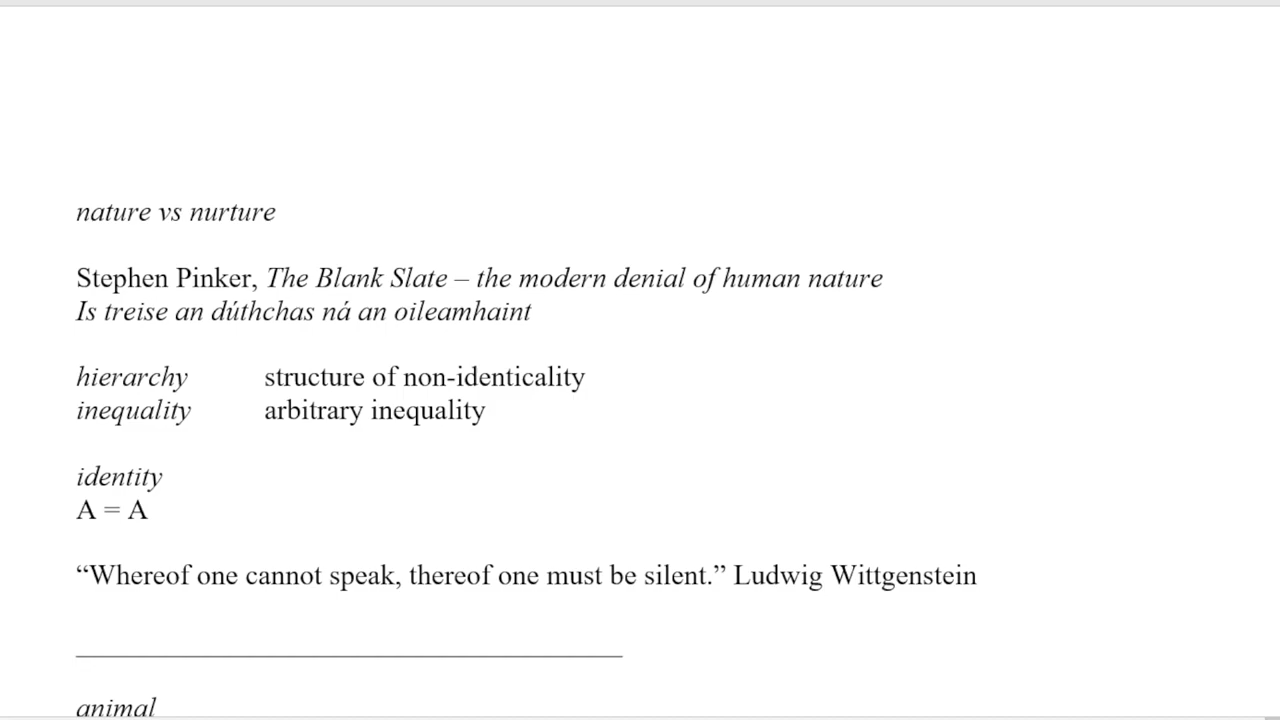 nature vs nurture
Stephen Pinker, The Blank Slate – the modern denial of human nature
Is treise an dúthchas ná an oileamhaint
hierarchy structure of non-identicality
inequality arbitrary inequality
identity
A = A
“Whereof one cannot speak, thereof one must be silent.” Ludwig Wittgenstein
animal